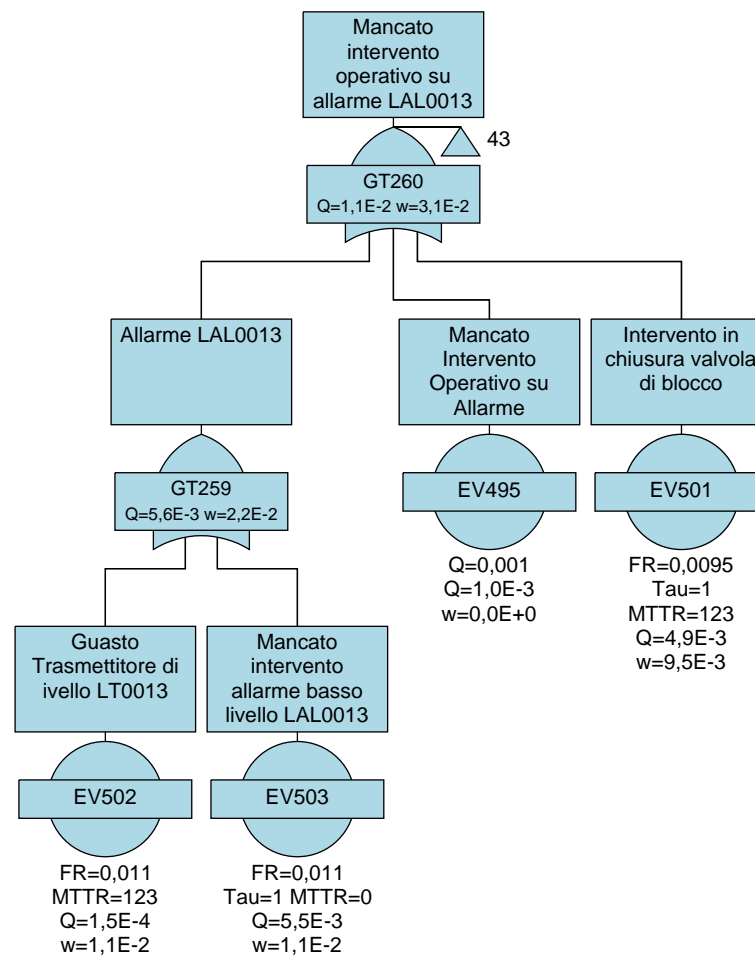 Mancato
intervento
operativo su
allarme LAL0013
43
GT260
Q=1,1E-2 w=3,1E-2
Allarme LAL0013
Mancato
Intervento
Operativo su
Allarme
Intervento in
chiusura valvola
di blocco
GT259
Q=5,6E-3 w=2,2E-2
EV495
EV501
Q=0,001
Q=1,0E-3
w=0,0E+0
FR=0,0095
Tau=1
MTTR=123
Q=4,9E-3
w=9,5E-3
Guasto
Trasmettitore di
ivello LT0013
Mancato
intervento
allarme basso
livello LAL0013
EV502
EV503
FR=0,011
MTTR=123
Q=1,5E-4
w=1,1E-2
FR=0,011
Tau=1 MTTR=0
Q=5,5E-3
w=1,1E-2